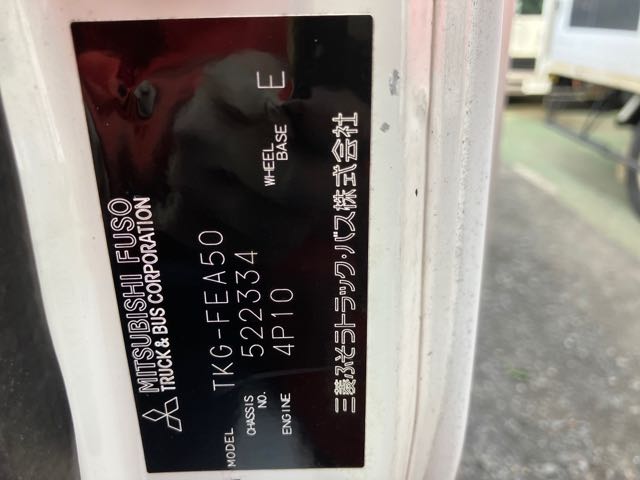 MITSUBISHI FUSO
TRUCK & BUS CORPORATION
MODEL TKG-FEA50
CHASSIS NO. 522334
ENGINE 4P10 WHEEL BASE E
三菱ふそうトラック・バス株式会社